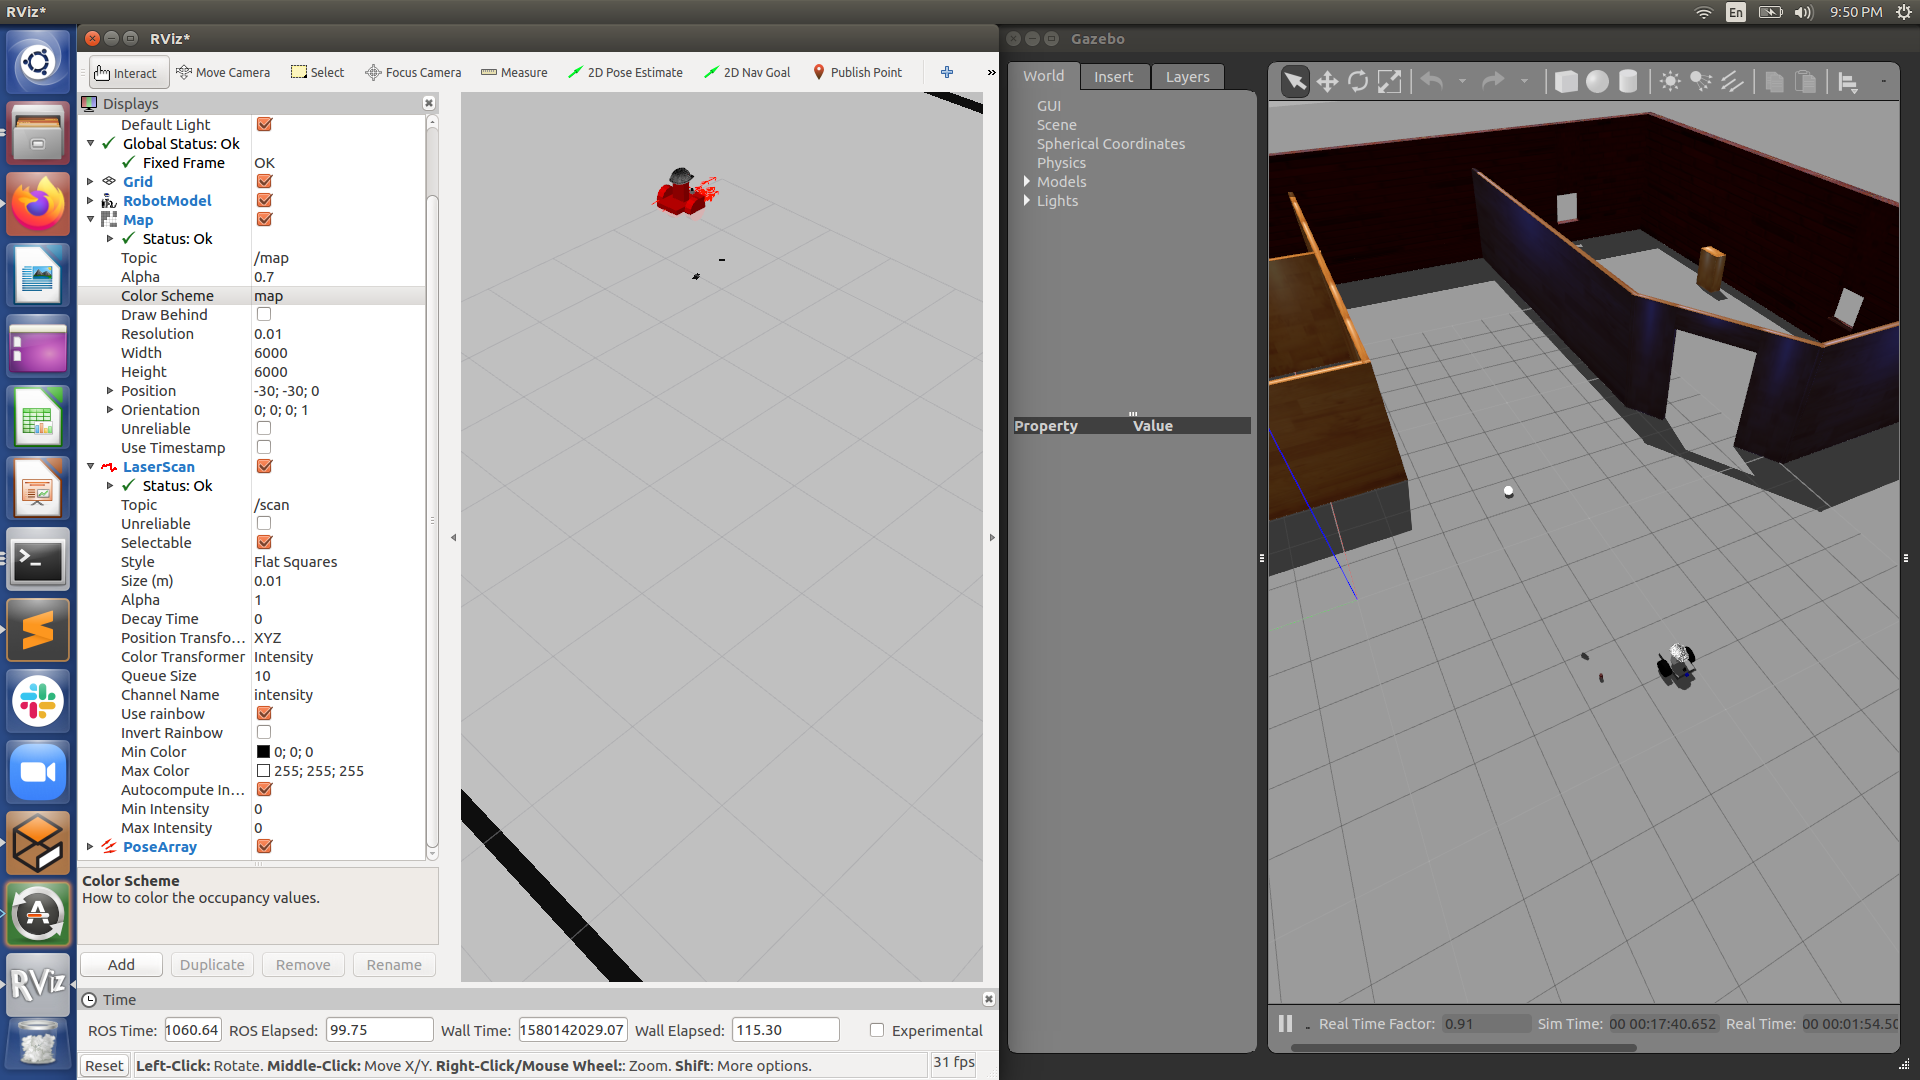 RViz*
En
9:50 PM
RViz*
Interact
Move Camera
Select
Focus Camera
Measure
2D Pose Estimate
2D Nav Goal
Publish Point
»
Displays
Default Light
Global Status: Ok
Fixed Frame OK
Grid
RobotModel
Map
Status: Ok
Topic /map
Alpha 0.7
Color Scheme map
Draw Behind
Resolution 0.01
Width 6000
Height 6000
Position -30; -30; 0
Orientation 0; 0; 0; 1
Unreliable
Use Timestamp
LaserScan
Status: Ok
Topic /scan
Unreliable
Selectable
Style Flat Squares
Size (m) 0.01
Alpha 1
Decay Time 0
Position Transfo... XYZ
Color Transformer Intensity
Queue Size 10
Channel Name intensity
Use rainbow
Invert Rainbow
Min Color 0; 0; 0
Max Color 255; 255; 255
Autocompute In...
Min Intensity 0
Max Intensity 0
PoseArray
Color Scheme
How to color the occupancy values.
Add
Duplicate
Remove
Rename
Time
ROS Time: 1060.64 ROS Elapsed: 99.75 Wall Time: 1580142029.07 Wall Elapsed: 115.30 Experimental
Reset Left-Click: Rotate. Middle-Click: Move X/Y. Right-Click/Mouse Wheel:: Zoom. Shift: More options. 31 fps
RViz
Gazebo
World
Insert
Layers
GUI
Scene
Spherical Coordinates
Physics
Models
Lights
Property Value
Real Time Factor: 0.91 Sim Time: 00 00:17:40.652 Real Time: 00 00:01:54.50